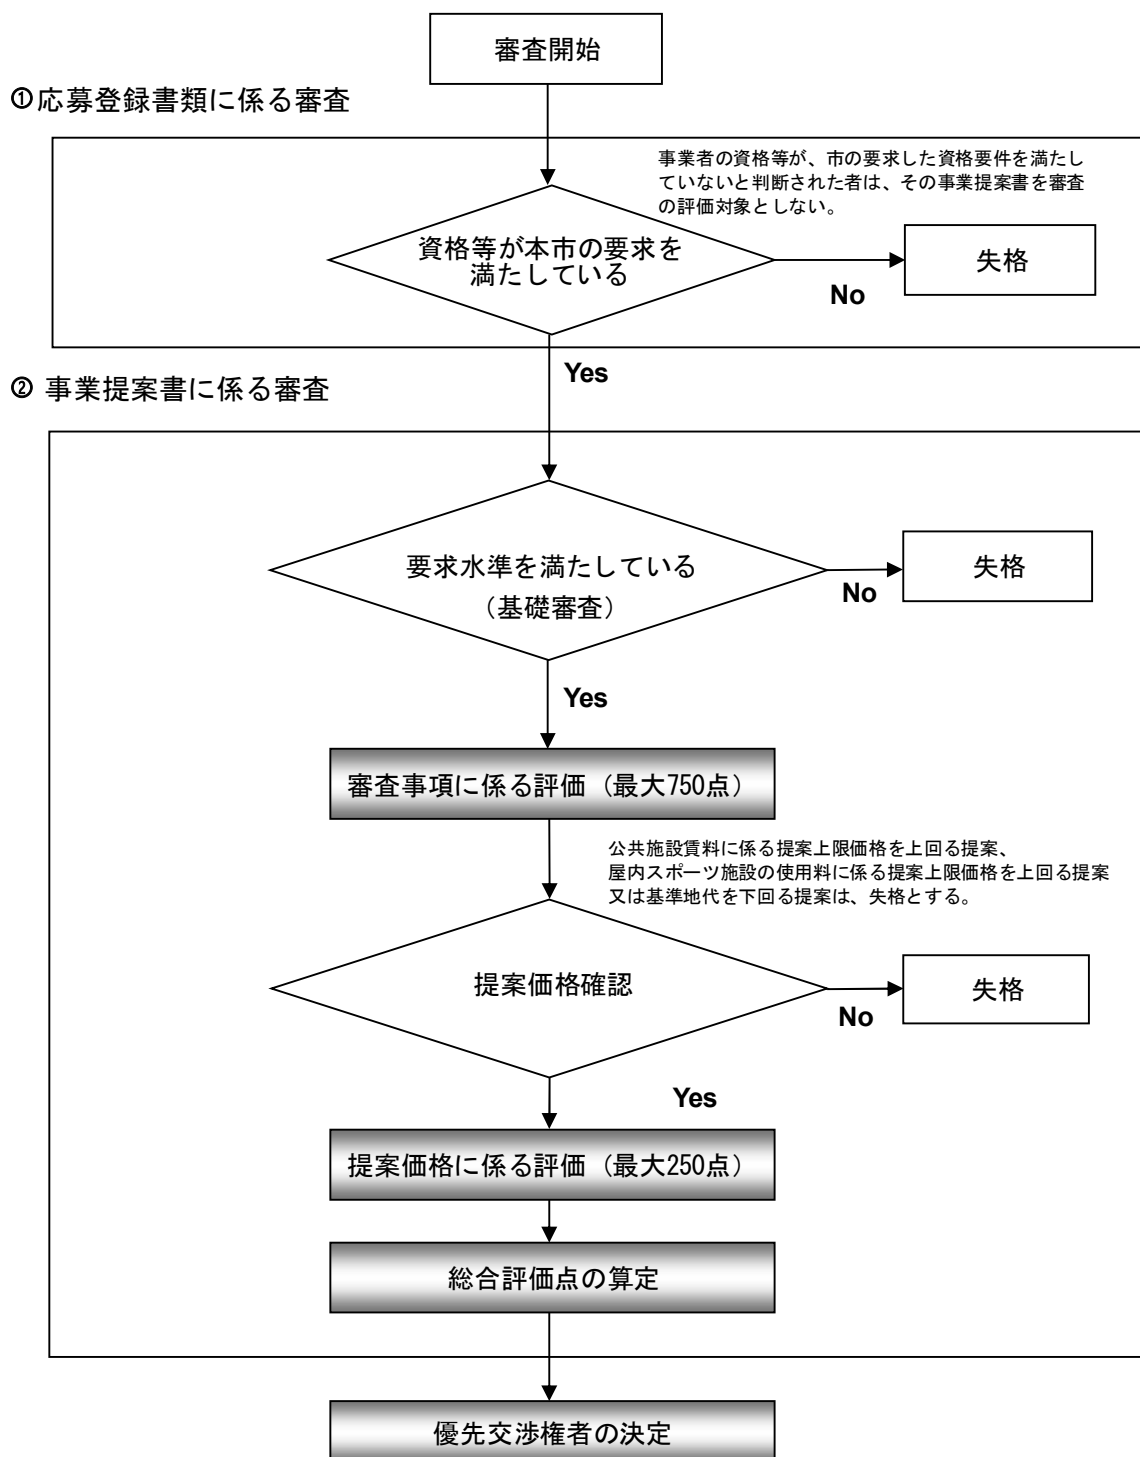 審査開始
①応募登録書類に係る審査
事業者の資格等が、市の要求した資格要件を満たし
ていないと判断された者は、その事業提案書を審査
の評価対象としない。
資格等が本市の要求を
満たしている
失格
No
Yes
② 事業提案書に係る審査
要求水準を満たしている
（基礎審査）
失格
No
Yes
審査事項に係る評価（最大750点）
公共施設賃料に係る提案上限価格を上回る提案、
屋内スポーツ施設の使用料に係る提案上限価格を上回る提案
又は基準地代を下回る提案は、失格とする。
提案価格確認
失格
No
Yes
提案価格に係る評価（最大250点）
総合評価点の算定
優先交渉権者の決定